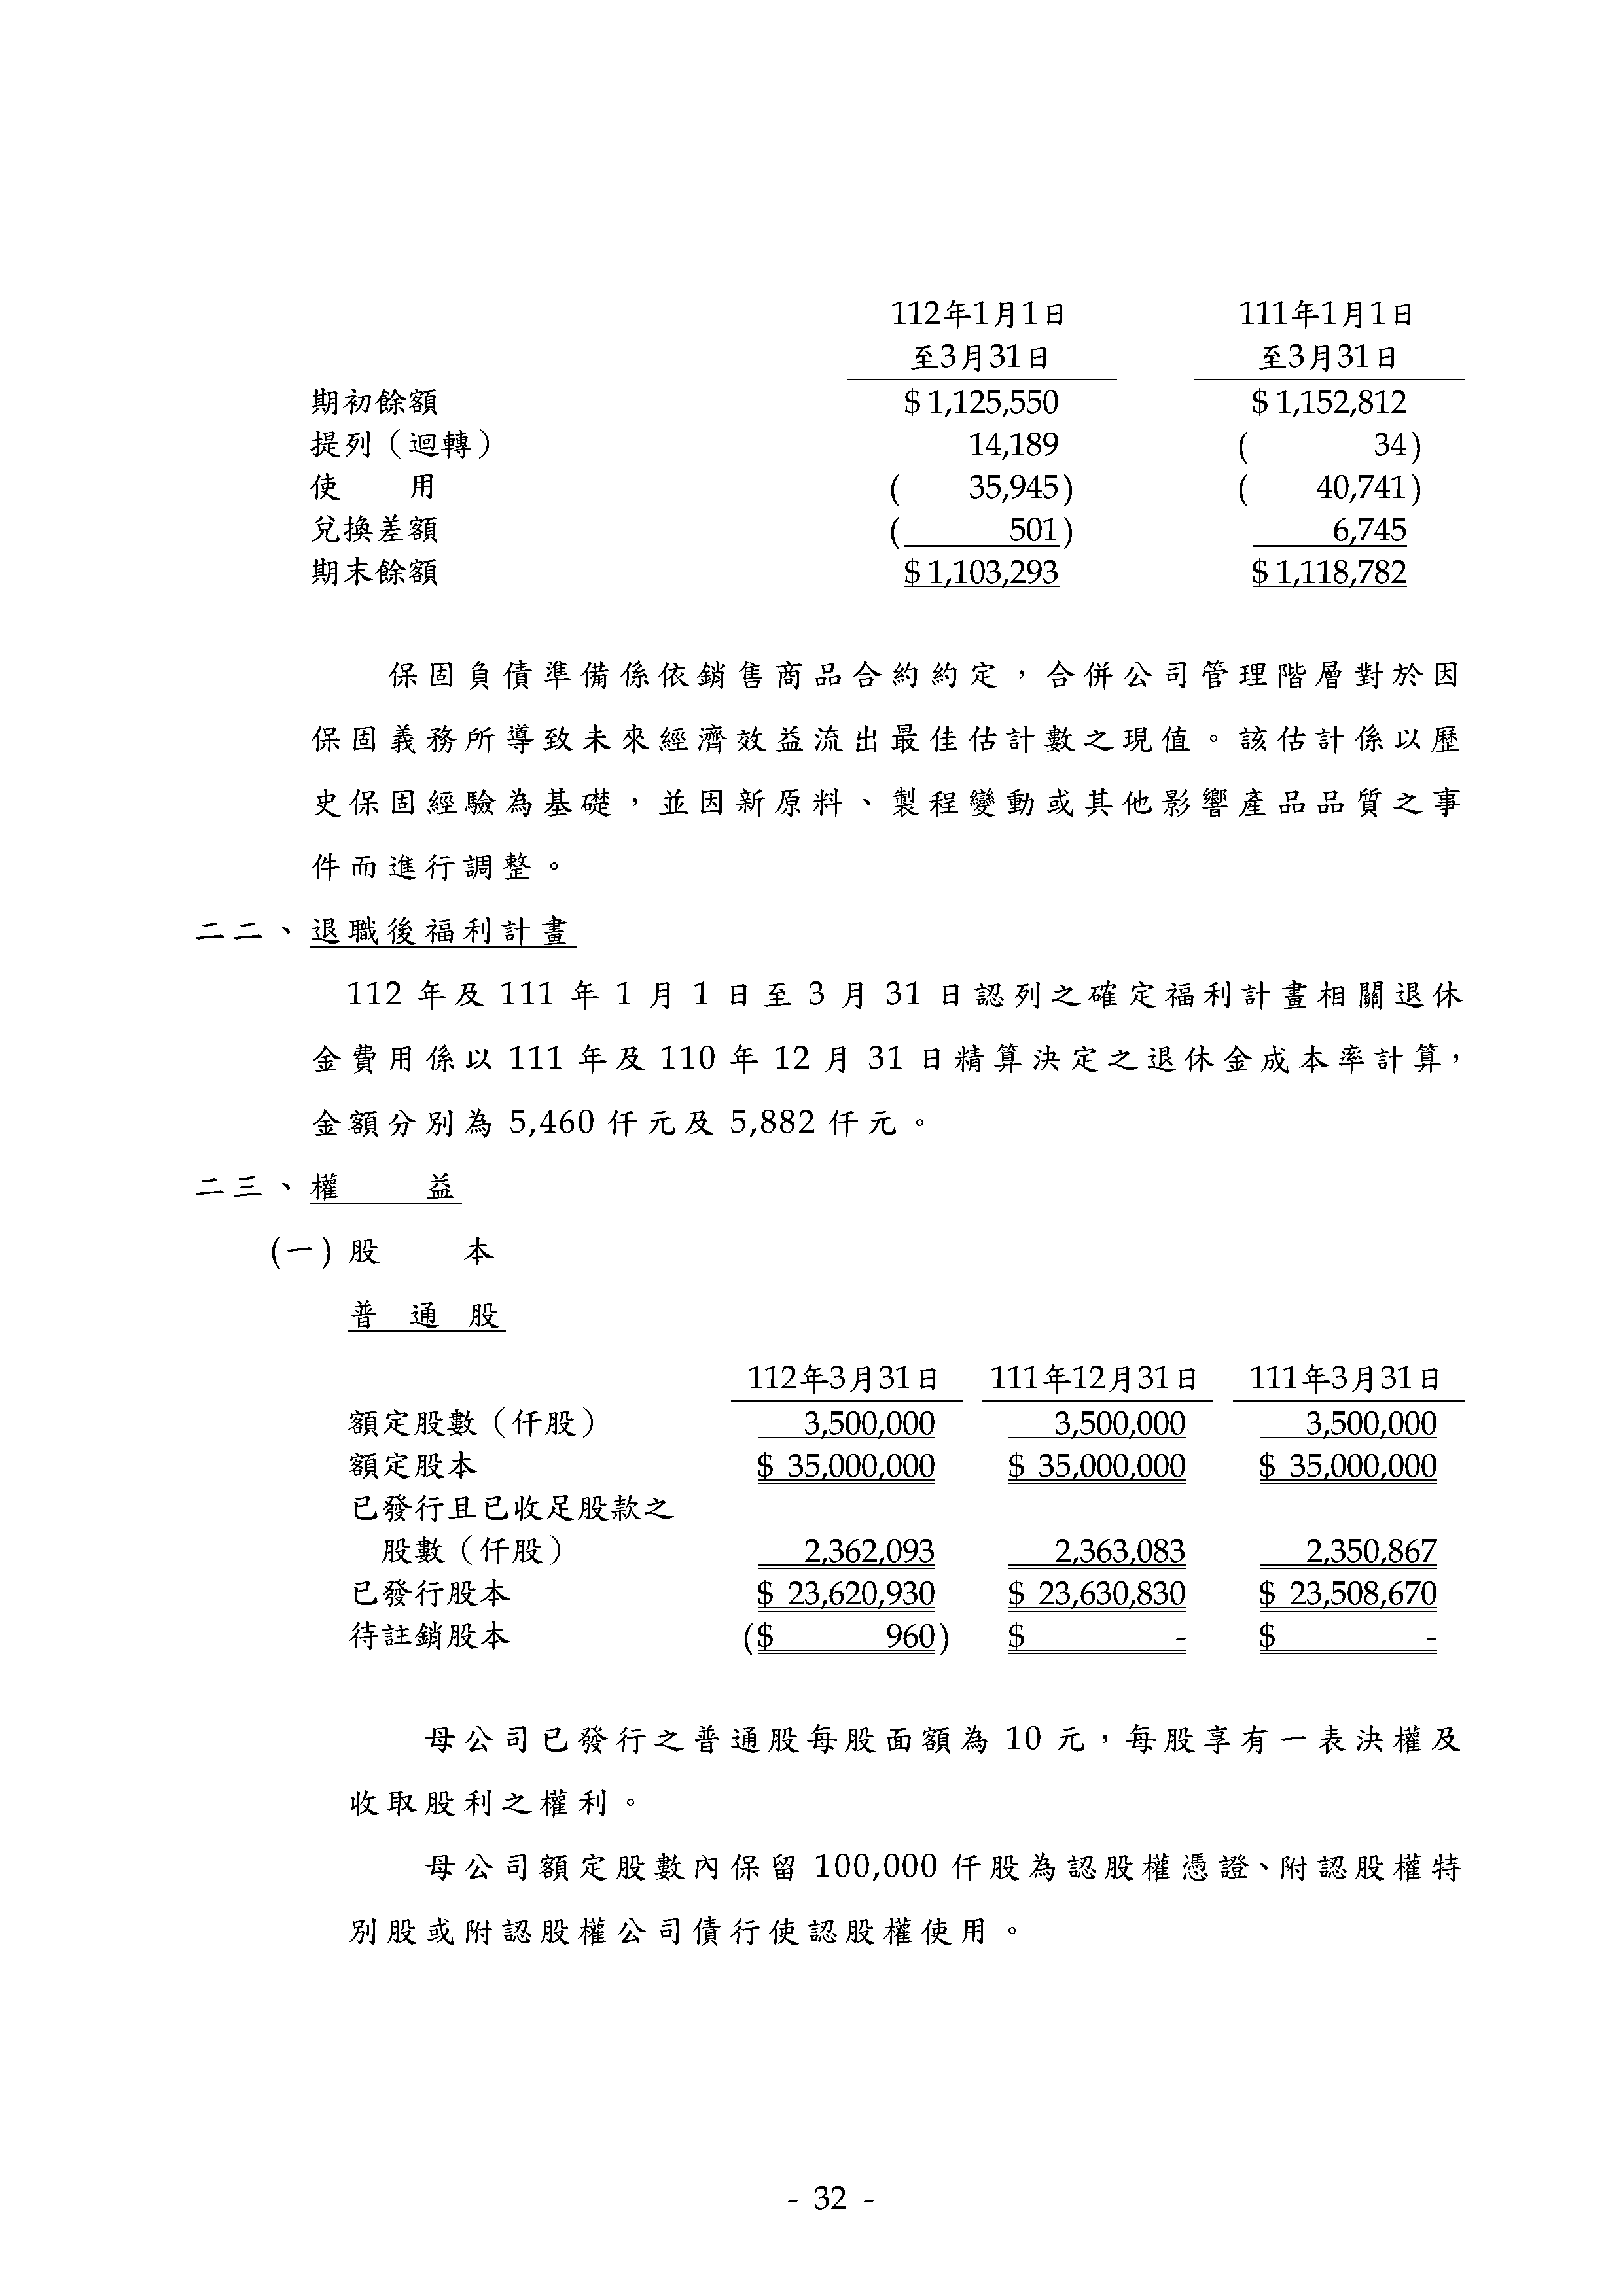 112年1月1日 111年1月1日
至3月31日 至3月31日
期初餘額 $ 1,125,550 $ 1,152,812
提列（迴轉） 14,189 ( 34)
使　　用 ( 35,945) ( 40,741)
兌換差額 ( 501) 6,745
期末餘額 $ 1,103,293 $ 1,118,782
保固負債準備係依銷售商品合約約定，合併公司管理階層對於因
保固義務所導致未來經濟效益流出最佳估計數之現值。該估計係以歷
史保固經驗為基礎，並因新原料、製程變動或其他影響產品品質之事
件而進行調整。
二二、退職後福利計畫
112 年及 111 年 1 月 1 日至 3 月 31 日認列之確定福利計畫相關退休
金費用係以 111 年及 110 年 12 月 31 日精算決定之退休金成本率計算，
金額分別為 5,460 仟元及 5,882 仟元。
二三、權　　益
(一) 股　　本
普 通 股
112年3月31日 111年12月31日 111年3月31日
額定股數（仟股） 3,500,000 3,500,000 3,500,000
額定股本 $ 35,000,000 $ 35,000,000 $ 35,000,000
已發行且已收足股款之
股數（仟股） 2,362,093 2,363,083 2,350,867
已發行股本 $ 23,620,930 $ 23,630,830 $ 23,508,670
待註銷股本 ($ 960) $ - $ -
母公司已發行之普通股每股面額為 10 元，每股享有一表決權及
收取股利之權利。
母公司額定股數內保留 100,000 仟股為認股權憑證、附認股權特
別股或附認股權公司債行使認股權使用。
- 32 -